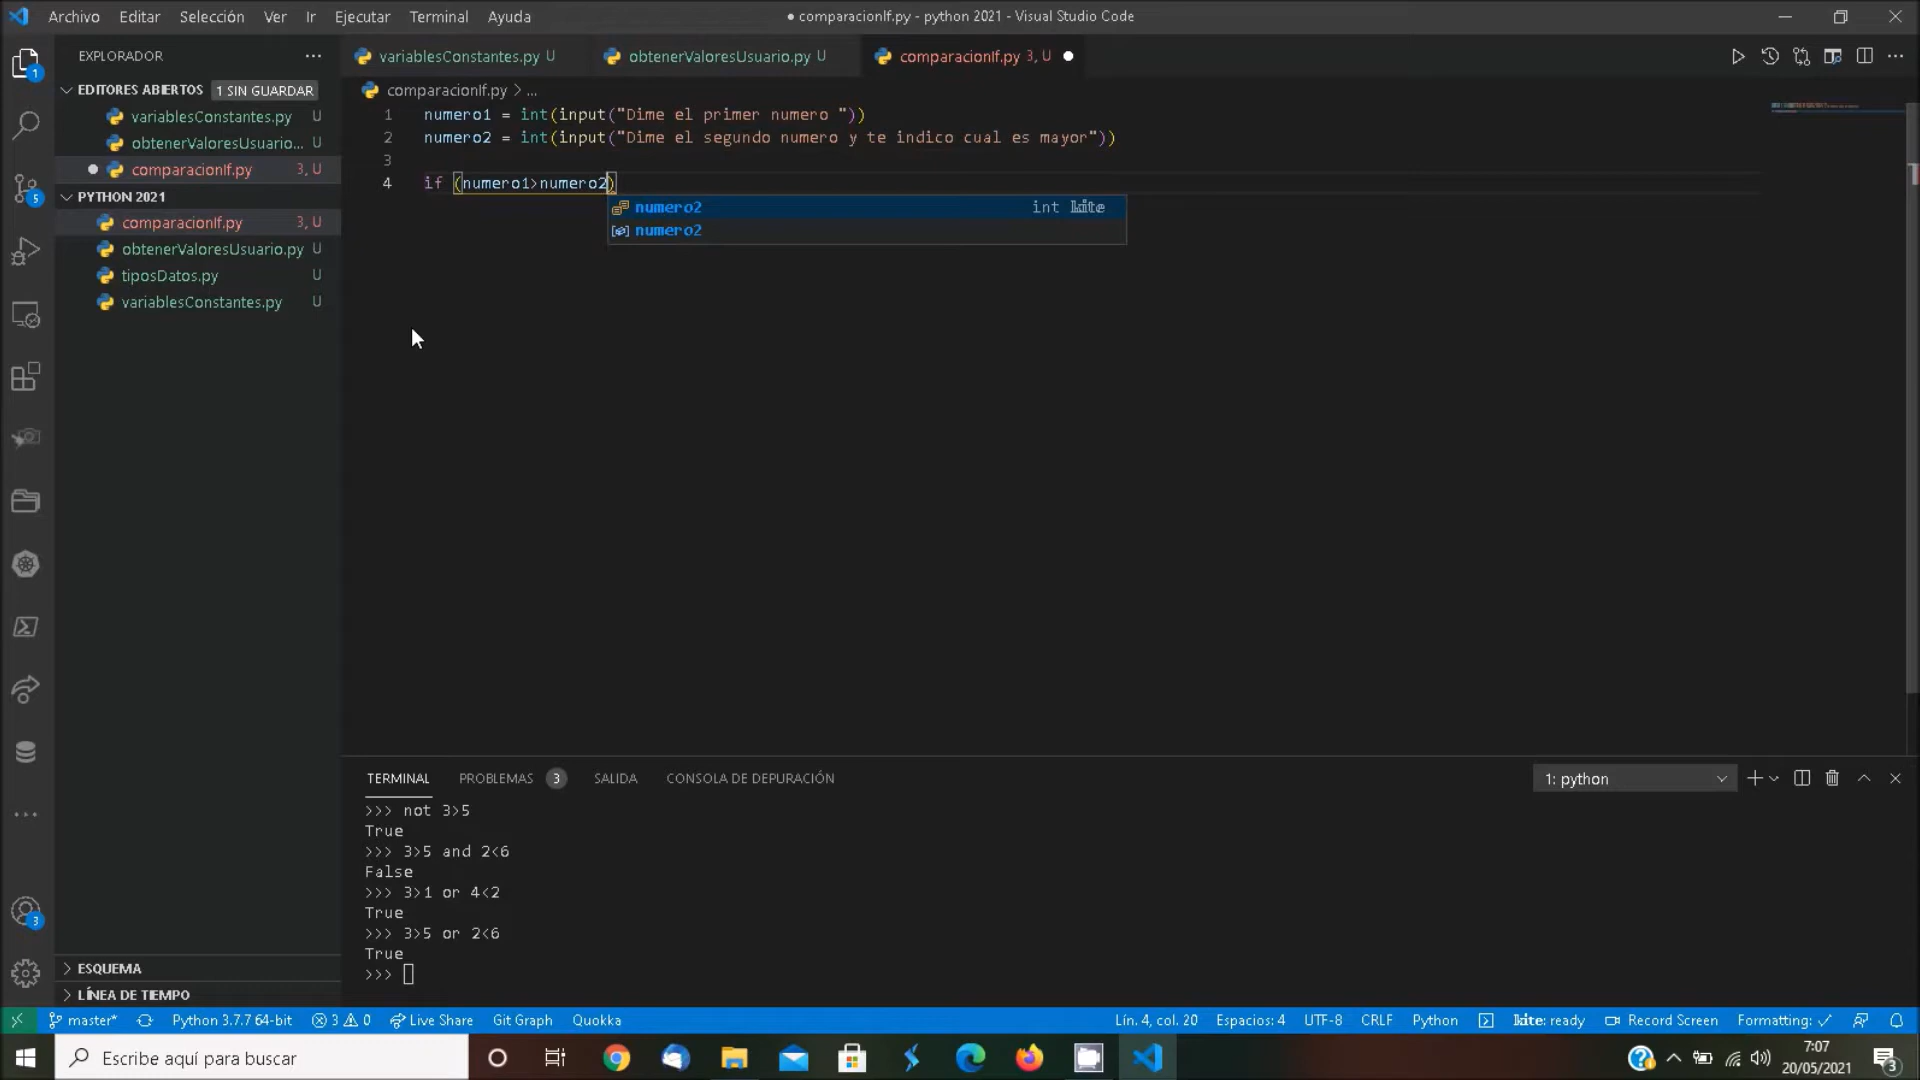 Archivo Editar Selección Ver Ir Ejecutar Terminal Ayuda
● comparacionIf.py - python 2021 - Visual Studio Code
EXPLORADOR ...
EDITORES ABIERTOS 1 SIN GUARDAR
variablesConstantes.py U
obtenerValoresUsuario... U
comparacionIf.py 3, U
PYTHON 2021
comparacionIf.py 3, U
obtenerValoresUsuario.py U
tiposDatos.py U
variablesConstantes.py U
ESQUEMA
LÍNEA DE TIEMPO
1
5
3
variablesConstantes.py U obtenerValoresUsuario.py U comparacionIf.py 3, U ●
comparacionIf.py > ...
1 numero1 = int(input("Dime el primer numero "))
2 numero2 = int(input("Dime el segundo numero y te indico cual es mayor"))
3
4 if (numero1>numero2)
numero2 int kite
numero2
TERMINAL PROBLEMAS 3 SALIDA CONSOLA DE DEPURACIÓN
1: python
>>> not 3>5
True
>>> 3>5 and 2<6
False
>>> 3>1 or 4<2
True
>>> 3>5 or 2<6
True
>>>
master* Python 3.7.7 64-bit 3 0 Live Share Git Graph Quokka Lín. 4, col. 20 Espacios: 4 UTF-8 CRLF Python kite: ready Record Screen Formatting: ✓
Escribe aquí para buscar
7:07
20/05/2021
3